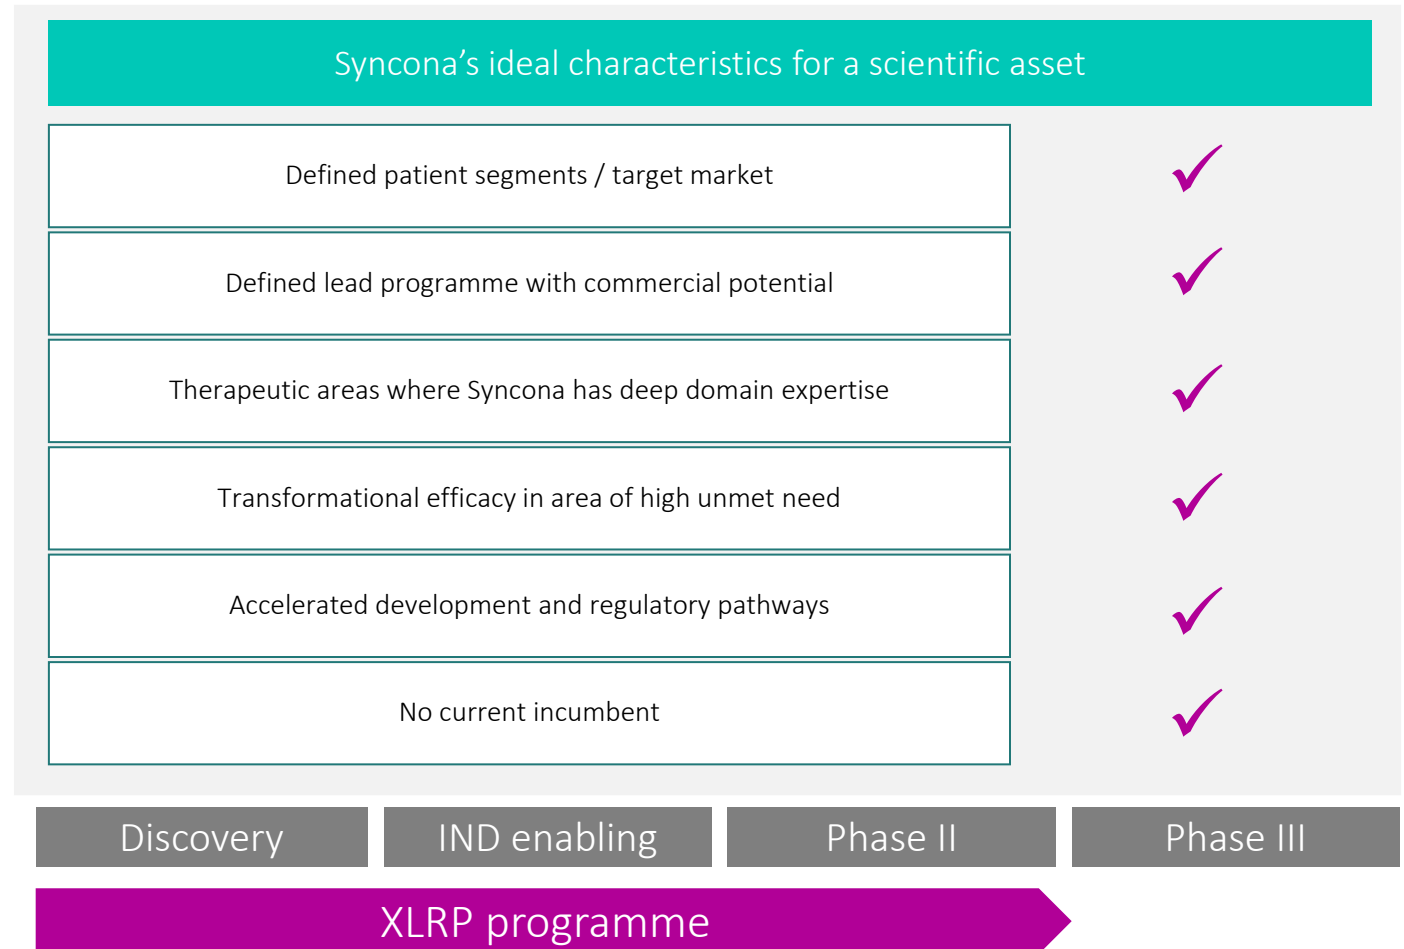 Syncona’s ideal characteristics for a scientific asset
Defined patient segments / target market
Defined lead programme with commercial potential
Therapeutic areas where Syncona has deep domain expertise
Transformational efficacy in area of high unmet need
Accelerated development and regulatory pathways
No current incumbent
Discovery
IND enabling
Phase II
Phase III
XLRP programme